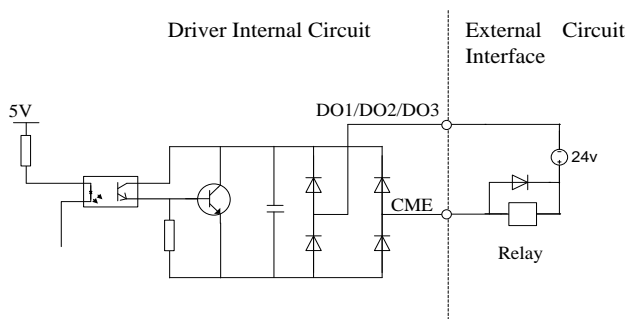 Driver Internal Circuit
External Circuit
Interface
5V
DO1/DO2/DO3
24v
CME
Relay